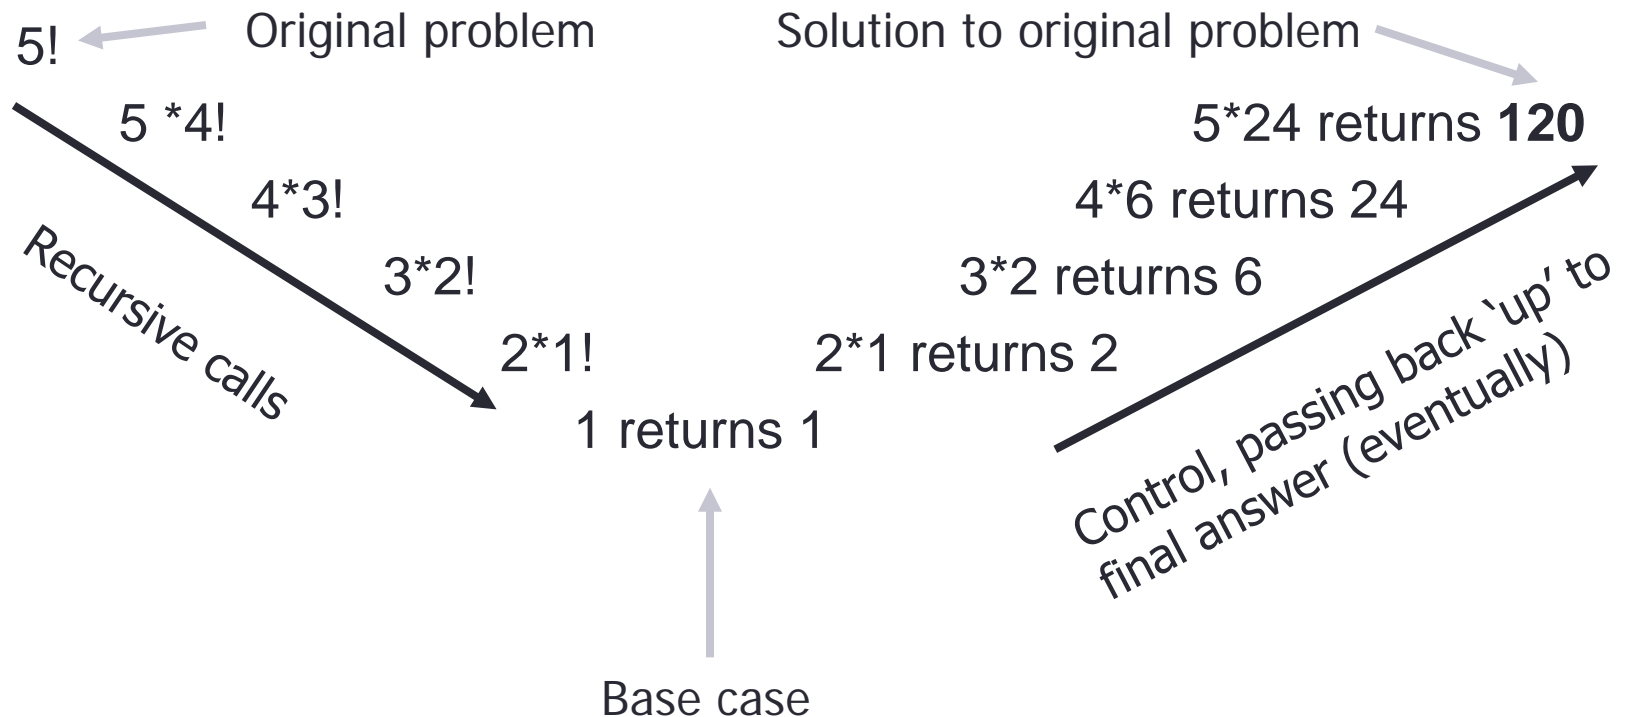 5!
Original problem
Solution to original problem
5 *4!
5*24 returns 120
4*3!
4*6 returns 24
Recursive calls
3*2!
3*2 returns 6
2*1!
2*1 returns 2
1 returns 1
Control, passing back ‘up’ to
final answer (eventually)
Base case